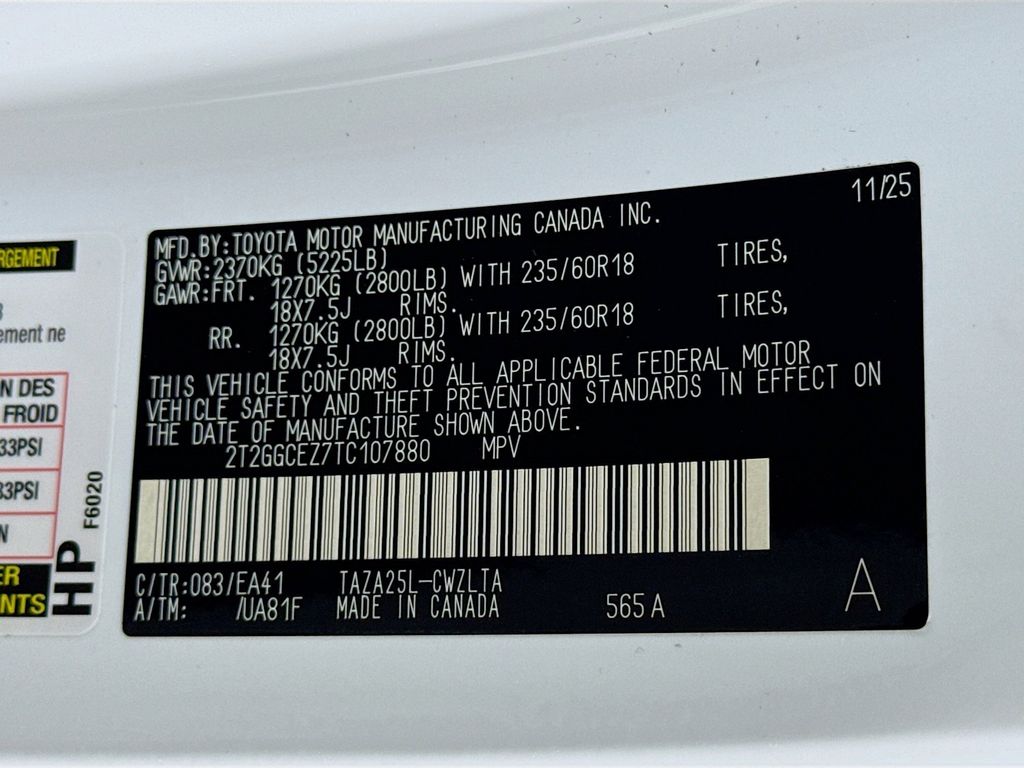 11/25
MFD.BY:TOYOTA MOTOR MANUFACTURING CANADA INC.
GVWR:2370KG (5225LB)
GAWR:FRT. 1270KG (2800LB) WITH 235/60R18 TIRES,
18X7.5J RIMS.
RR. 1270KG (2800LB) WITH 235/60R18 TIRES,
18X7.5J RIMS.
THIS VEHICLE CONFORMS TO ALL APPLICABLE FEDERAL MOTOR
VEHICLE SAFETY AND THEFT PREVENTION STANDARDS IN EFFECT ON
THE DATE OF MANUFACTURE SHOWN ABOVE.
2T2GGCEZ7TC107880 MPV
C/TR:083/EA41 TAZA25L-CWZLTA
A/TM: /UA81F MADE IN CANADA 565A
A
RGEMENT
ement ne
N DES
FROID
33PSI
33PSI
N
ER
NTS
HP
F6020